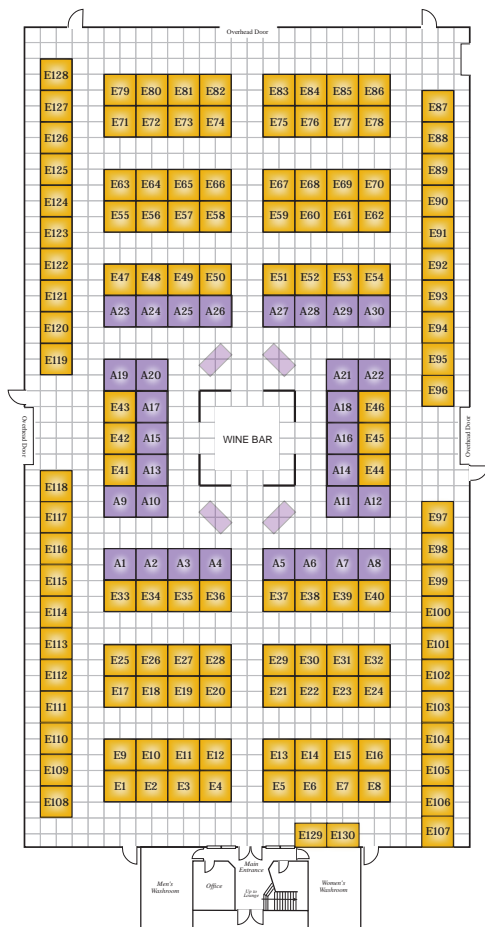 Overhead Door
E128
E79 E80 E81 E82 E83 E84 E85 E86
E127 E87
E71 E72 E73 E74 E75 E76 E77 E78
E126 E88
E125 E89
E63 E64 E65 E66 E67 E68 E69 E70
E124 E90
E55 E56 E57 E58 E59 E60 E61 E62
E123 E91
E122 E92
E47 E48 E49 E50 E51 E52 E53 E54
E121 E93
A23 A24 A25 A26 A27 A28 A29 A30
E120 E94
E119 E95
A19 A20 A21 A22
E96
E43 A17 A18 E46
Overhead Door
E42 A15 WINE BAR A16 E45
Overhead Door
E41 A13 A14 E44
E118
A9 A10 A11 A12
E117 E97
E116 E98
A1 A2 A3 A4 A5 A6 A7 A8
E115 E99
E33 E34 E35 E36 E37 E38 E39 E40
E114 E100
E113 E101
E25 E26 E27 E28 E29 E30 E31 E32
E112 E102
E17 E18 E19 E20 E21 E22 E23 E24
E111 E103
E110 E104
E9 E10 E11 E12 E13 E14 E15 E16
E109 E105
E1 E2 E3 E4 E5 E6 E7 E8
E108 E106
E129 E130 E107
Main
Entrance
Men's
Washroom
Office
Up to
Lounge
Women's
Washroom